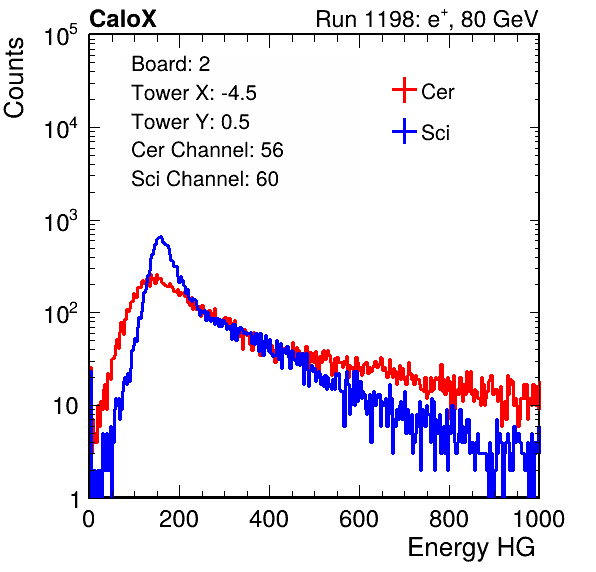 CaloX Run 1198: e⁺, 80 GeV
Counts
Board: 2
Tower X: -4.5
Tower Y: 0.5
Cer Channel: 56
Sci Channel: 60
Cer
Sci
10⁵
10⁴
10³
10²
10
1
0 200 400 600 800 1000
Energy HG